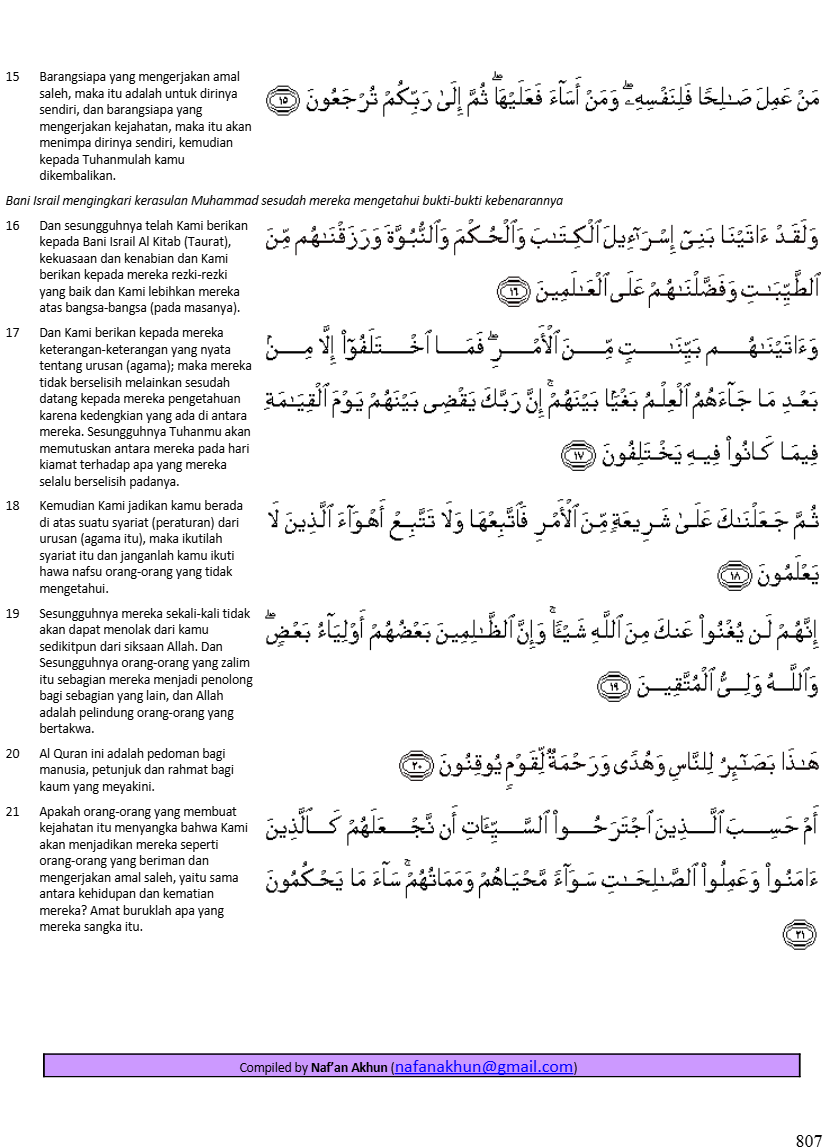 15 Barangsiapa yang mengerjakan amal
saleh, maka itu adalah untuk dirinya
sendiri, dan barangsiapa yang
mengerjakan kejahatan, maka itu akan
menimpa dirinya sendiri, kemudian
kepada Tuhanmulah kamu
dikembalikan.
مَنْ عَمِلَ صَـٰلِحًا فَلِنَفْسِهِۦ ۖ وَمَنْ أَسَآءَ فَعَلَيْهَا ۖ ثُمَّ إِلَىٰ رَبِّكُمْ تُرْجَعُونَ ١٥
Bani Israil mengingkari kerasulan Muhammad sesudah mereka mengetahui bukti-bukti kebenarannya
16 Dan sesungguhnya telah Kami berikan
kepada Bani Israil Al Kitab (Taurat),
kekuasaan dan kenabian dan Kami
berikan kepada mereka rezki-rezki
yang baik dan Kami lebihkan mereka
atas bangsa-bangsa (pada masanya).
وَلَقَدْ ءَاتَيْنَا بَنِىٓ إِسْرَٰٓءِيلَ ٱلْكِتَـٰبَ وَٱلْحُكْمَ وَٱلنُّبُوَّةَ وَرَزَقْنَـٰهُم مِّنَ
ٱلطَّيِّبَـٰتِ وَفَضَّلْنَـٰهُمْ عَلَى ٱلْعَـٰلَمِينَ ١٦
17 Dan Kami berikan kepada mereka
keterangan-keterangan yang nyata
tentang urusan (agama); maka mereka
tidak berselisih melainkan sesudah
datang kepada mereka pengetahuan
karena kedengkian yang ada di antara
mereka. Sesungguhnya Tuhanmu akan
memutuskan antara mereka pada hari
kiamat terhadap apa yang mereka
selalu berselisih padanya.
وَءَاتَيْنَـٰهُم بَيِّنَـٰتٍ مِّنَ ٱلْأَمْرِ ۖ فَمَا ٱخْتَلَفُوٓا۟ إِلَّا مِنۢ
بَعْدِ مَا جَآءَهُمُ ٱلْعِلْمُ بَغْيًۢا بَيْنَهُمْ ۚ إِنَّ رَبَّكَ يَقْضِى بَيْنَهُمْ يَوْمَ ٱلْقِيَـٰمَةِ
فِيمَا كَانُوا۟ فِيهِ يَخْتَلِفُونَ ١٧
18 Kemudian Kami jadikan kamu berada
di atas suatu syariat (peraturan) dari
urusan (agama itu), maka ikutilah
syariat itu dan janganlah kamu ikuti
hawa nafsu orang-orang yang tidak
mengetahui.
ثُمَّ جَعَلْنَـٰكَ عَلَىٰ شَرِيعَةٍ مِّنَ ٱلْأَمْرِ فَٱتَّبِعْهَا وَلَا تَتَّبِعْ أَهْوَآءَ ٱلَّذِينَ لَا
يَعْلَمُونَ ١٨
19 Sesungguhnya mereka sekali-kali tidak
akan dapat menolak dari kamu
sedikitpun dari siksaan Allah. Dan
Sesungguhnya orang-orang yang zalim
itu sebagian mereka menjadi penolong
bagi sebagian yang lain, dan Allah
adalah pelindung orang-orang yang
bertakwa.
إِنَّهُمْ لَن يُغْنُوا۟ عَنكَ مِنَ ٱللَّهِ شَيْـًٔا ۚ وَإِنَّ ٱلظَّـٰلِمِينَ بَعْضُهُمْ أَوْلِيَآءُ بَعْضٍ ۖ
وَٱللَّهُ وَلِىُّ ٱلْمُتَّقِينَ ١٩
20 Al Quran ini adalah pedoman bagi
manusia, petunjuk dan rahmat bagi
kaum yang meyakini.
هَـٰذَا بَصَـٰٓئِرُ لِلنَّاسِ وَهُدًى وَرَحْمَةٌ لِّقَوْمٍ يُوقِنُونَ ٢٠
21 Apakah orang-orang yang membuat
kejahatan itu menyangka bahwa Kami
akan menjadikan mereka seperti
orang-orang yang beriman dan
mengerjakan amal saleh, yaitu sama
antara kehidupan dan kematian
mereka? Amat buruklah apa yang
mereka sangka itu.
أَمْ حَسِبَ ٱلَّذِينَ ٱجْتَرَحُوا۟ ٱلسَّيِّـَٔاتِ أَن نَّجْعَلَهُمْ كَٱلَّذِينَ
ءَامَنُوا۟ وَعَمِلُوا۟ ٱلصَّـٰلِحَـٰتِ سَوَآءً مَّحْيَاهُمْ وَمَمَاتُهُمْ ۚ سَآءَ مَا يَحْكُمُونَ
٢١
Compiled by Naf'an Akhun (nafanakhun@gmail.com)
807